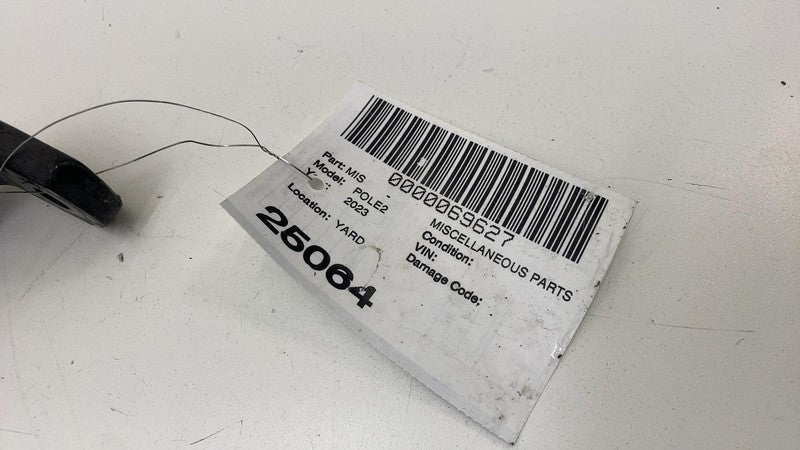 0000069627
Part: MIS MISCELLANEOUS PARTS
Model: POLE2 Condition:
2023 VIN:
Location: YARD Damage Code:
25064